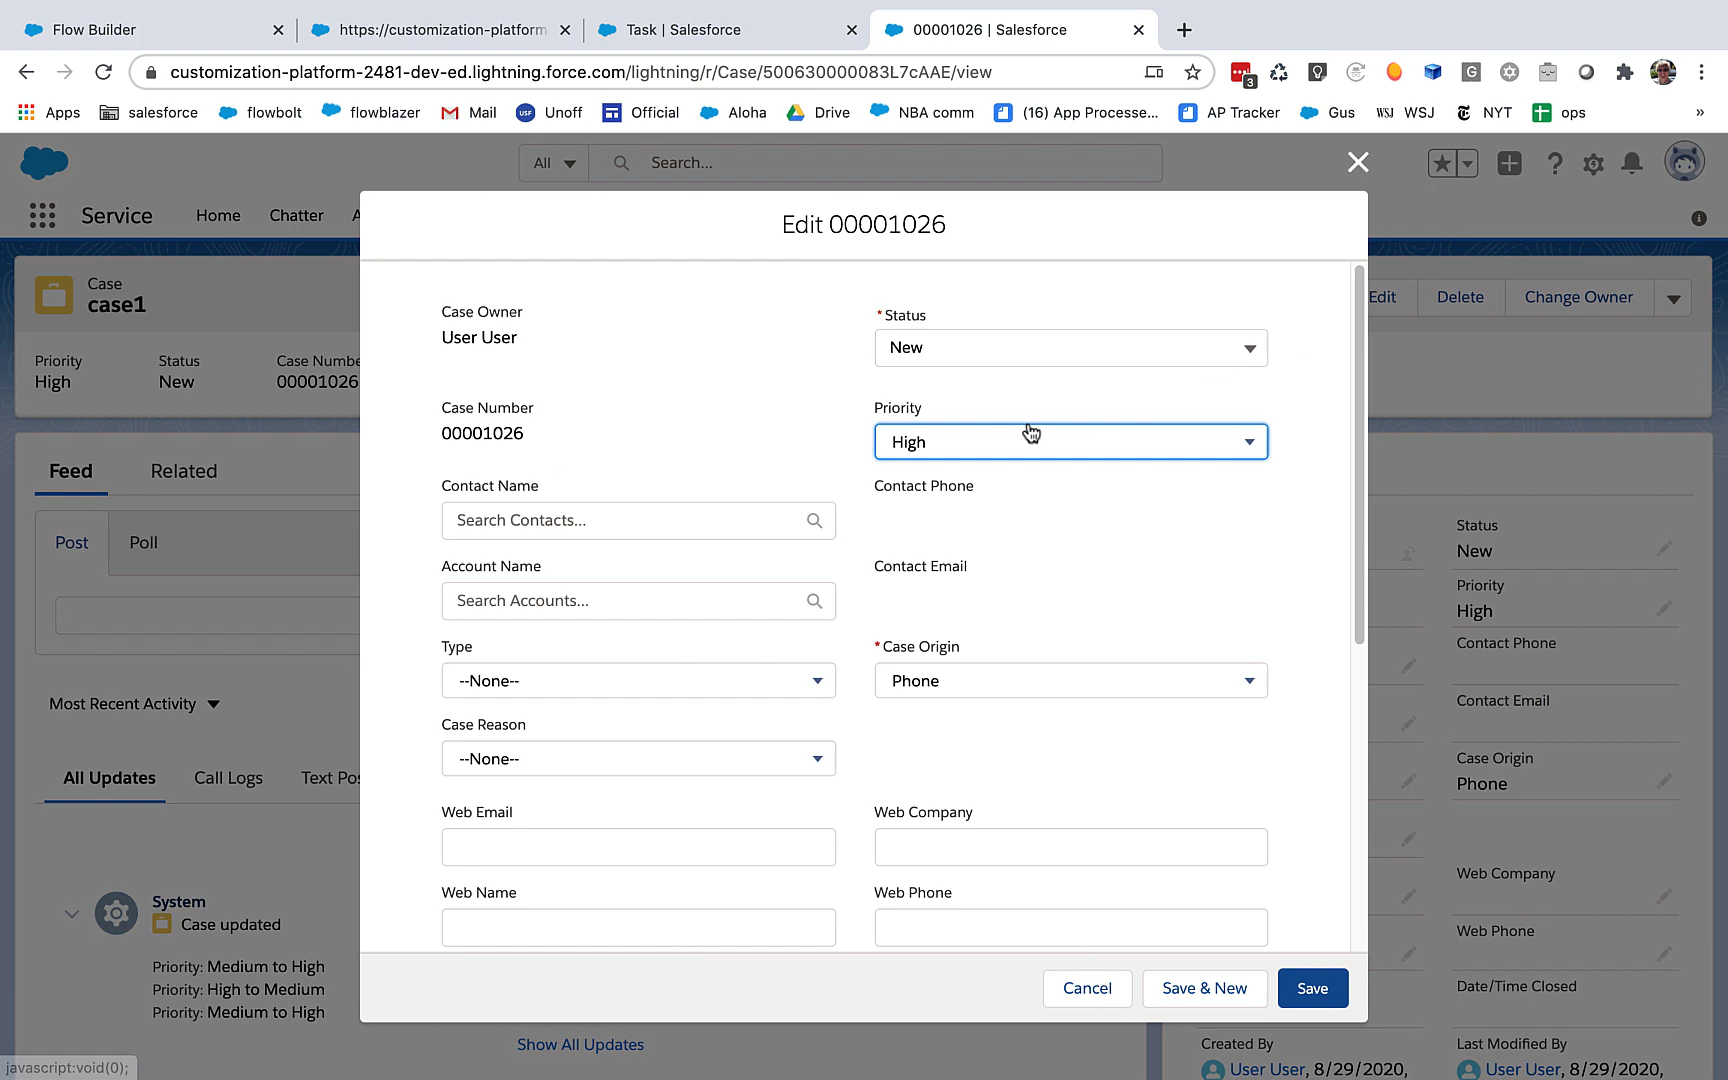 Flow Builder
https://customization-platform
Task | Salesforce
00001026 | Salesforce
customization-platform-2481-dev-ed.lightning.force.com/lightning/r/Case/500630000083L7cAAE/view
3
Apps
salesforce
flowbolt
flowblazer
Mail
Unoff
Official
Aloha
Drive
NBA comm
(16) App Processe...
AP Tracker
Gus
WSJ WSJ
NYT
ops
»
All
Search...
Service
Home
Chatter
Edit 00001026
Case
case1
Edit
Delete
Change Owner
Priority
High
Status
New
Case Numbe
00001026
Case Owner
User User
* Status
New
Case Number
00001026
Priority
High
Contact Name
Search Contacts...
Contact Phone
Account Name
Search Accounts...
Contact Email
Type
--None--
* Case Origin
Phone
Case Reason
--None--
Web Email
Web Company
Web Name
Web Phone
Cancel
Save & New
Save
Feed
Related
Post
Poll
Most Recent Activity
All Updates
Call Logs
Text Pos
System
Case updated
Priority: Medium to High
Priority: High to Medium
Priority: Medium to High
Show All Updates
Status
New
Priority
High
Contact Phone
Contact Email
Case Origin
Phone
Web Company
Web Phone
Date/Time Closed
Created By
User User, 8/29/2020,
Last Modified By
User User, 8/29/2020,
javascript:void(0);